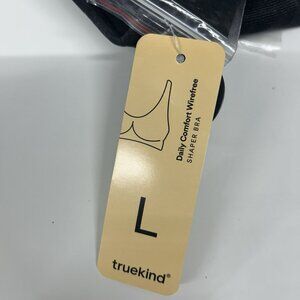 Daily Comfort Wirefree
SHAPER BRA
L
truekind®